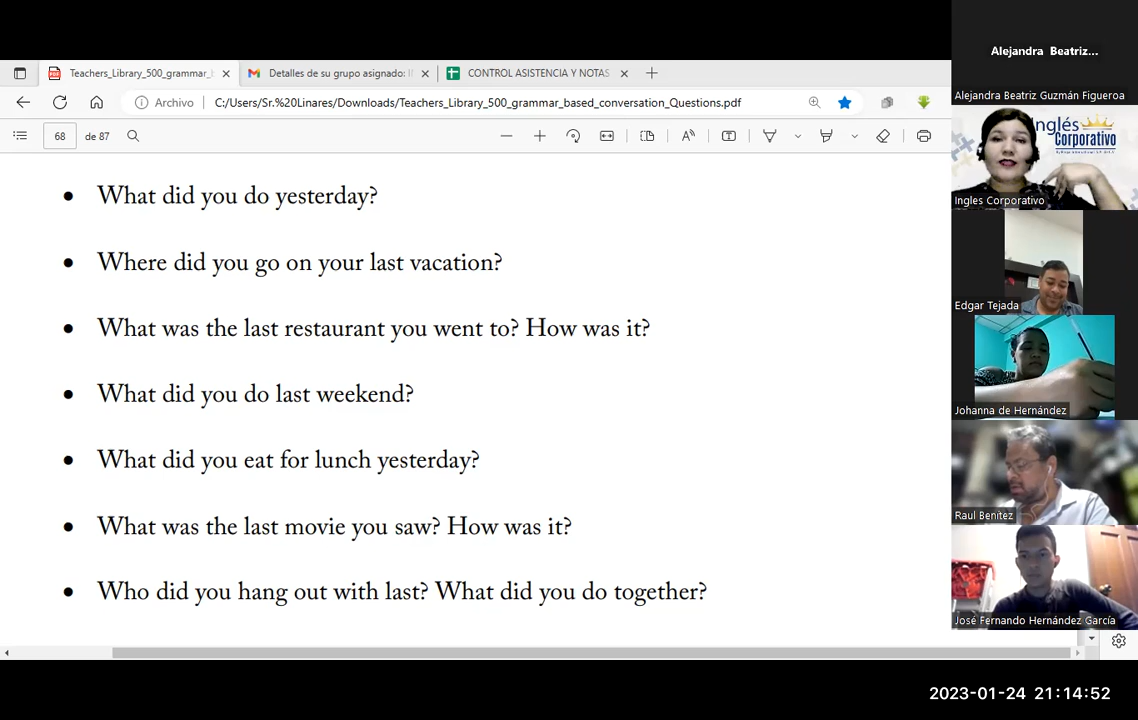 Alejandra Beatriz...
Teachers_Library_500_grammar_b
Detalles de su grupo asignado: I
CONTROL ASISTENCIA Y NOTAS
Archivo
C:/Users/Sr.%20Linares/Downloads/Teachers_Library_500_grammar_based_conversation_Questions.pdf
Alejandra Beatriz Guzmán Figueroa
68
de 87
Inglés
Corporativo
Ingles Corporativo
• What did you do yesterday?
• Where did you go on your last vacation?
• What was the last restaurant you went to? How was it?
• What did you do last weekend?
• What did you eat for lunch yesterday?
• What was the last movie you saw? How was it?
• Who did you hang out with last? What did you do together?
Edgar Tejada
Johanna de Hernández
Raul Benitez
José Fernando Hernández García
2023-01-24 21:14:52